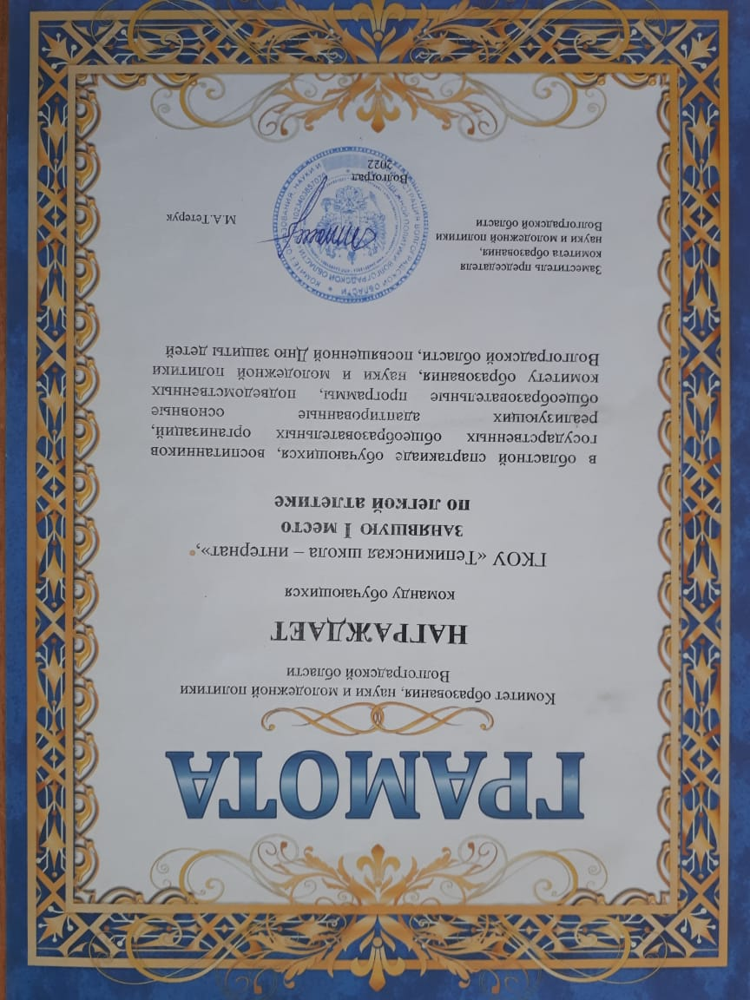 ГРАМОТА
Комитет образования, науки и молодежной политики
Волгоградской области
НАГРАЖДАЕТ
команду обучающихся
ГКОУ «Тепикинская школа – интернат»,
ЗАНЯВШУЮ I МЕСТО
ПО ЛЕГКОЙ АТЛЕТИКЕ
в областной спартакиаде обучающихся, воспитанников
государственных общеобразовательных организаций,
реализующих адаптированные основные
общеобразовательные программы, подведомственных
комитету образования, науки и молодежной политики
Волгоградской области, посвященной Дню защиты детей
Заместитель председателя
комитета образования,
науки и молодежной политики
Волгоградской области
М.А.Тетерук
Волгоград
2022